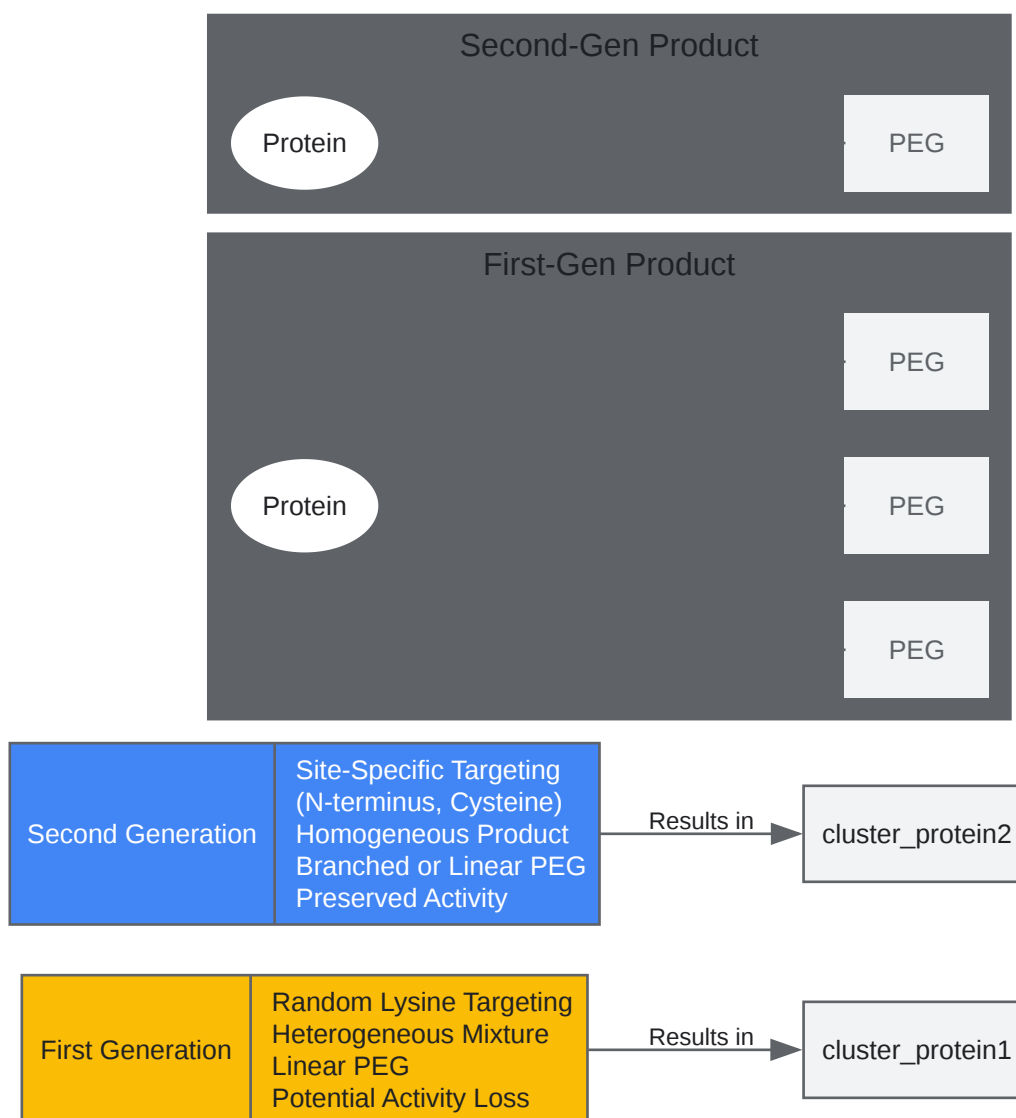 Second-Gen Product
Protein
PEG
First-Gen Product
PEG
Protein
PEG
PEG
Second Generation
Site-Specific Targeting
(N-terminus, Cysteine)
Homogeneous Product
Branched or Linear PEG
Preserved Activity
Results in
cluster_protein2
First Generation
Random Lysine Targeting
Heterogeneous Mixture
Linear PEG
Potential Activity Loss
Results in
cluster_protein1